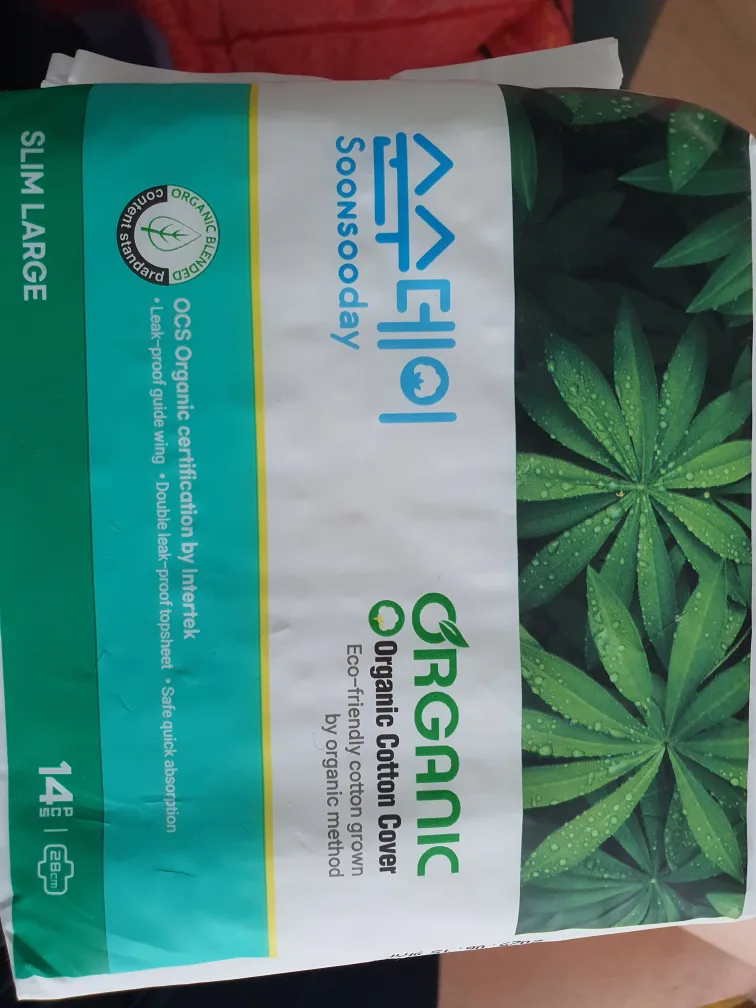 순수데이
SOONSOODAY
ORGANIC
Organic Cotton Cover
Eco-friendly cotton grown
by organic method
ORGANIC BLENDED
content standard
OCS Organic certification by Intertek
• Leak-proof guide wing • Double leak-proof topsheet • Safe quick absorption
SLIM LARGE
14 PCS | 28cm